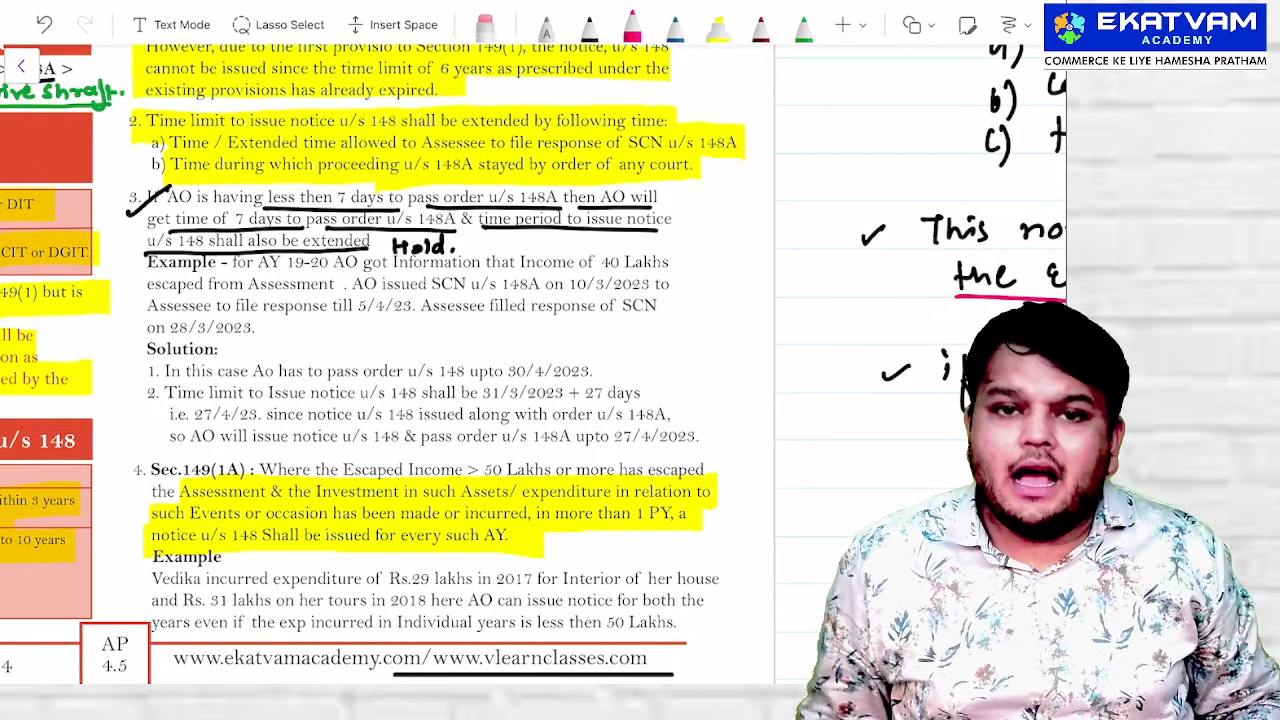 Text Mode
Lasso Select
Insert Space
EKATVAM
ACADEMY
COMMERCE KE LIYE HAMESHA PRATHAM
However, due to the first provisio to Section 149(1), the notice, u/s 148
cannot be issued since the time limit of 6 years as prescribed under the
existing provisions has already expired.
2. Time limit to issue notice u/s 148 shall be extended by following time:
a) Time / Extended time allowed to Assessee to file response of SCN u/s 148A
b) Time during which proceeding u/s 148A stayed by order of any court.
3. If AO is having less then 7 days to pass order u/s 148A then AO will
get time of 7 days to pass order u/s 148A & time period to issue notice
u/s 148 shall also be extended
Hold.
Example - for AY 19-20 AO got Information that Income of 40 Lakhs
escaped from Assessment . AO issued SCN u/s 148A on 10/3/2023 to
Assessee to file response till 5/4/23. Assessee filled response of SCN
on 28/3/2023.
Solution:
1. In this case Ao has to pass order u/s 148 upto 30/4/2023.
2. Time limit to Issue notice u/s 148 shall be 31/3/2023 + 27 days
i.e. 27/4/23. since notice u/s 148 issued along with order u/s 148A,
so AO will issue notice u/s 148 & pass order u/s 148A upto 27/4/2023.
4. Sec.149(1A) : Where the Escaped Income > 50 Lakhs or more has escaped
the Assessment & the Investment in such Assets/ expenditure in relation to
such Events or occasion has been made or incurred, in more than 1 PY, a
notice u/s 148 Shall be issued for every such AY.
Example
Vedika incurred expenditure of Rs.29 lakhs in 2017 for Interior of her house
and Rs. 31 lakhs on her tours in 2018 here AO can issue notice for both the
years even if the exp incurred in Individual years is less then 50 Lakhs.
AP
4.5
www.ekatvamacademy.com/www.vlearnclasses.com
8A >
DIT
CIT or DGIT.
49(1) but is
ll be
on as
ed by the
u/s 148
ithin 3 years
to 10 years
4
a)
b)
c)
This no
the